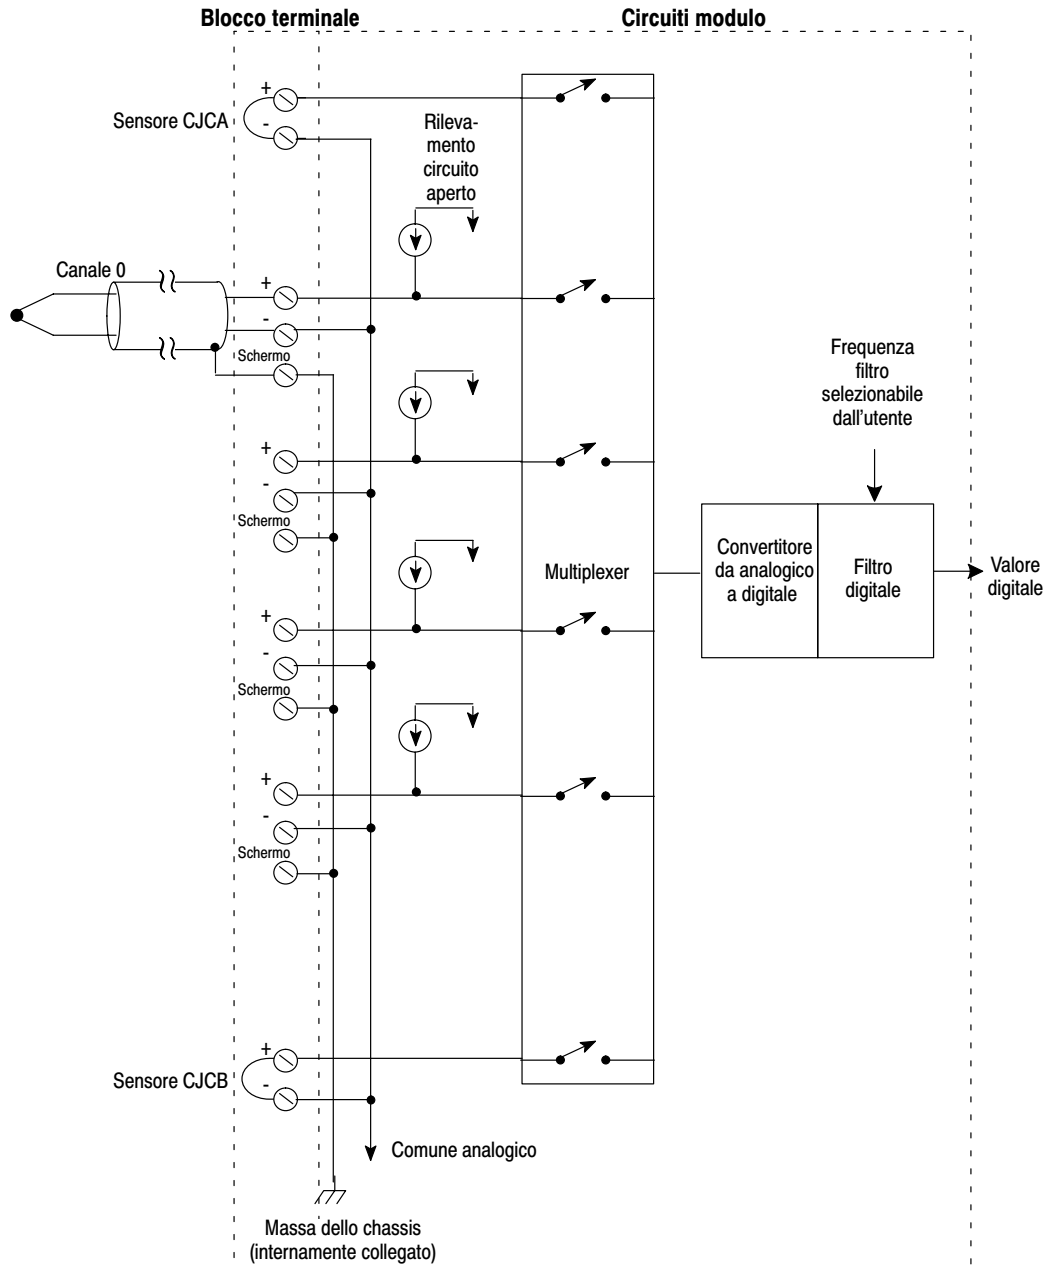 Blocco terminale
Circuiti modulo
+
Sensore CJCA
-
Rileva-
mento
circuito
aperto
Canale 0
+
-
Schermo
Frequenza
filtro
selezionabile
dall'utente
+
-
Schermo
Multiplexer
Convertitore
da analogico
a digitale
Filtro
digitale
Valore
digitale
+
-
Schermo
+
-
Schermo
+
Sensore CJCB
-
Comune analogico
Massa dello chassis
(internamente collegato)